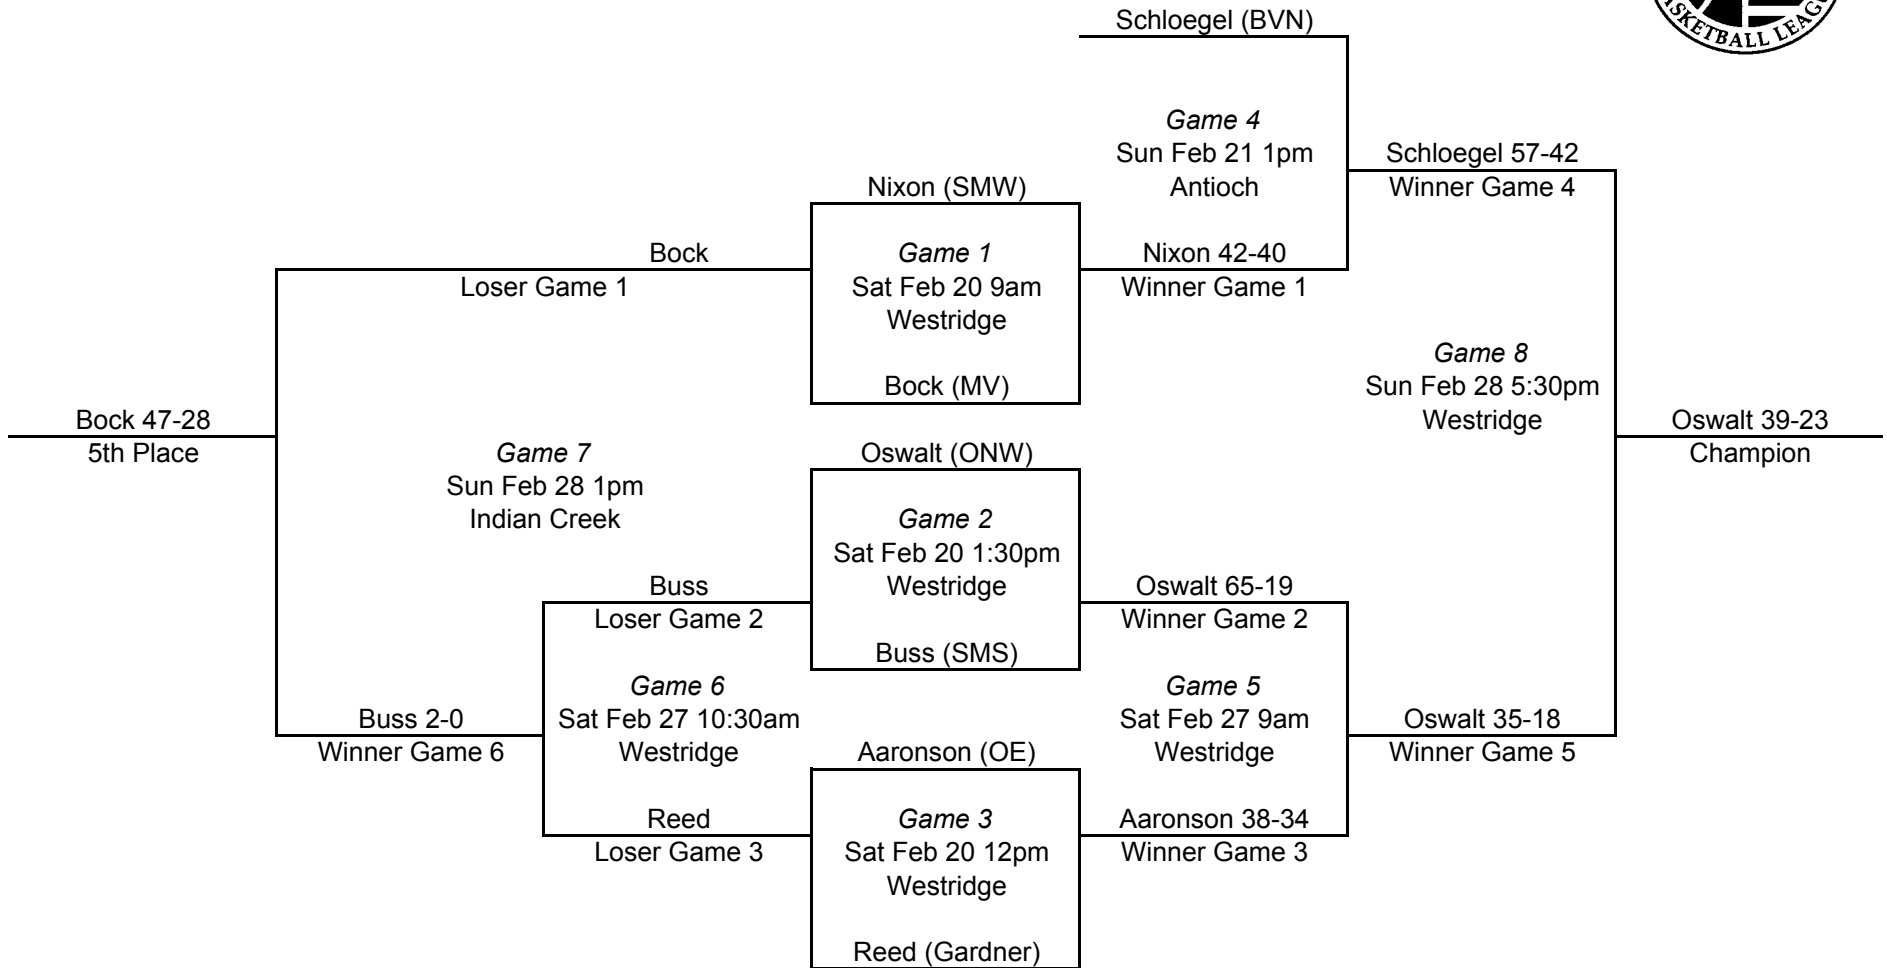 Schloegel (BVN)
BASKETBALL LEAGU
Game 4
Sun Feb 21 1pm
Antioch
Schloegel 57-42
Winner Game 4
Nixon (SMW)
Game 1
Sat Feb 20 9am
Westridge
Bock
Loser Game 1
Nixon 42-40
Winner Game 1
Bock (MV)
Game 8
Sun Feb 28 5:30pm
Westridge
Bock 47-28
5th Place
Oswalt 39-23
Champion
Game 7
Sun Feb 28 1pm
Indian Creek
Oswalt (ONW)
Game 2
Sat Feb 20 1:30pm
Westridge
Buss
Loser Game 2
Oswalt 65-19
Winner Game 2
Buss (SMS)
Game 6
Sat Feb 27 10:30am
Westridge
Game 5
Sat Feb 27 9am
Westridge
Buss 2-0
Winner Game 6
Oswalt 35-18
Winner Game 5
Aaronson (OE)
Game 3
Sat Feb 20 12pm
Westridge
Reed
Loser Game 3
Aaronson 38-34
Winner Game 3
Reed (Gardner)